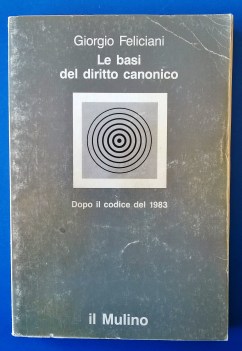 Giorgio Feliciani
Le basi
del diritto canonico
Dopo il codice del 1983
il Mulino